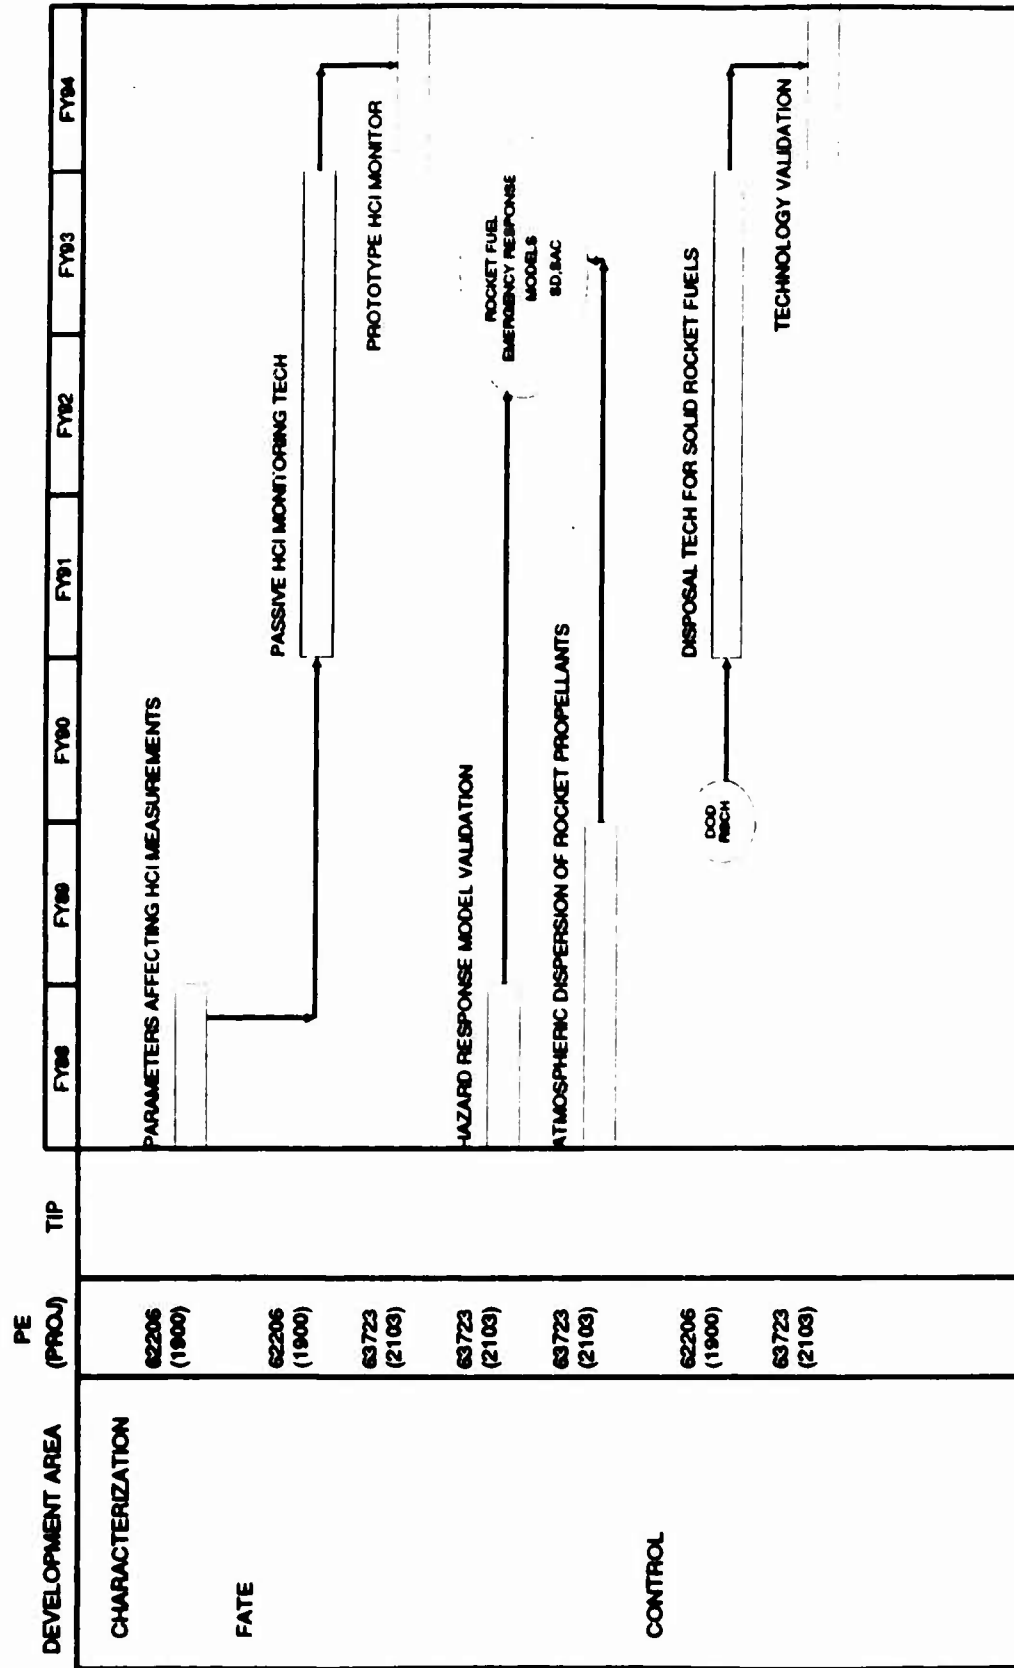 PE
DEVELOPMENT AREA (PROJ) TIP FY88 FY89 FY90 FY91 FY92 FY93 FY94
CHARACTERIZATION
PARAMETERS AFFECTING HCl MEASUREMENTS
62206
(1900)
FATE
PASSIVE HCl MONITORING TECH
62206
(1900)
PROTOTYPE HCl MONITOR
63723
(2103)
HAZARD RESPONSE MODEL VALIDATION
63723
(2103)
ROCKET FUEL
EMERGENCY RESPONSE
MODELS
SD,SAC
ATMOSPHERIC DISPERSION OF ROCKET PROPELLANTS
63723
(2103)
CONTROL
DISPOSAL TECH FOR SOLID ROCKET FUELS
62206
(1900)
DOD
RSCH
TECHNOLOGY VALIDATION
63723
(2103)